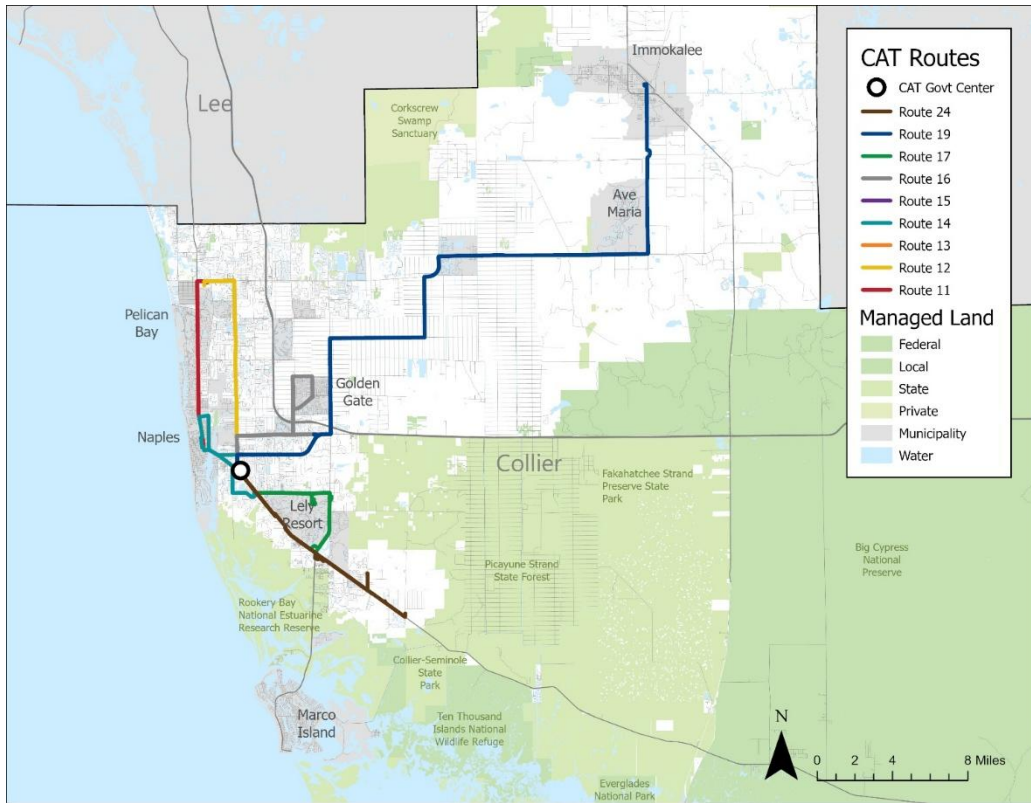 Immokalee
Lee
Corkscrew
Swamp
Sanctuary
Ave
Maria
Pelican
Bay
Golden
Gate
Naples
Collier
Fakahatchee Strand
Preserve State
Park
Lely
Resort
Big Cypress
National
Preserve
Picayune Strand
State Forest
Rookery Bay
National Estuarine
Research Reserve
Collier-Seminole
State
Park
Marco
Island
Ten Thousand
Islands National
Wildlife Refuge
Everglades
National Park
CAT Routes
CAT Govt Center
Route 24
Route 19
Route 17
Route 16
Route 15
Route 14
Route 13
Route 12
Route 11
Managed Land
Federal
Local
State
Private
Municipality
Water
N
0 2 4 8 Miles